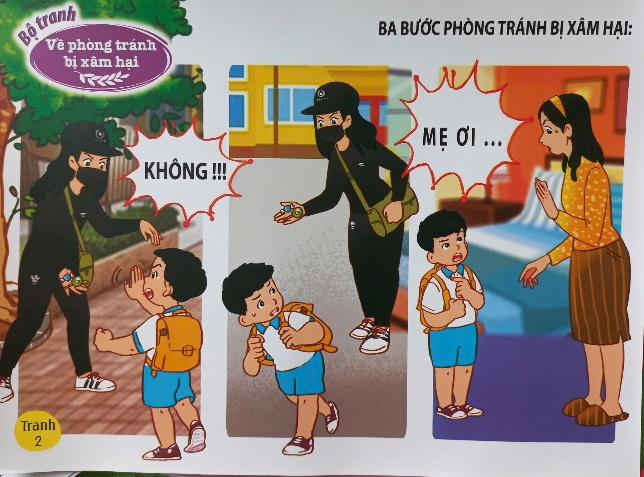 Bộ tranh
Về phòng tránh
bị xâm hại
BA BƯỚC PHÒNG TRÁNH BỊ XÂM HẠI:
KHÔNG !!!
MẸ ƠI ...
Tranh
2